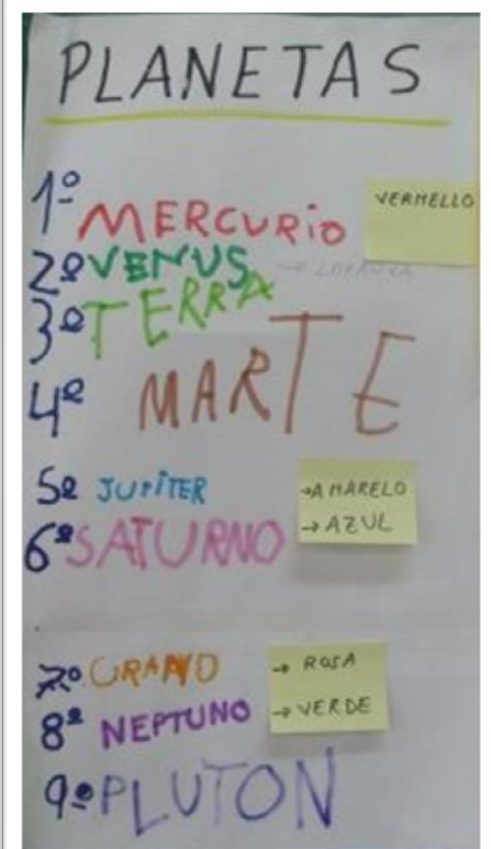 PLANETAS
1º MERCURIO
VERMELLO
2º VENUS
3º TERRA
4º MARTE
5º JUPITER
→ AMARELO
6º SATURNO
→ AZUL
7º URANO
→ ROSA
8º NEPTUNO
→ VERDE
9º PLUTON